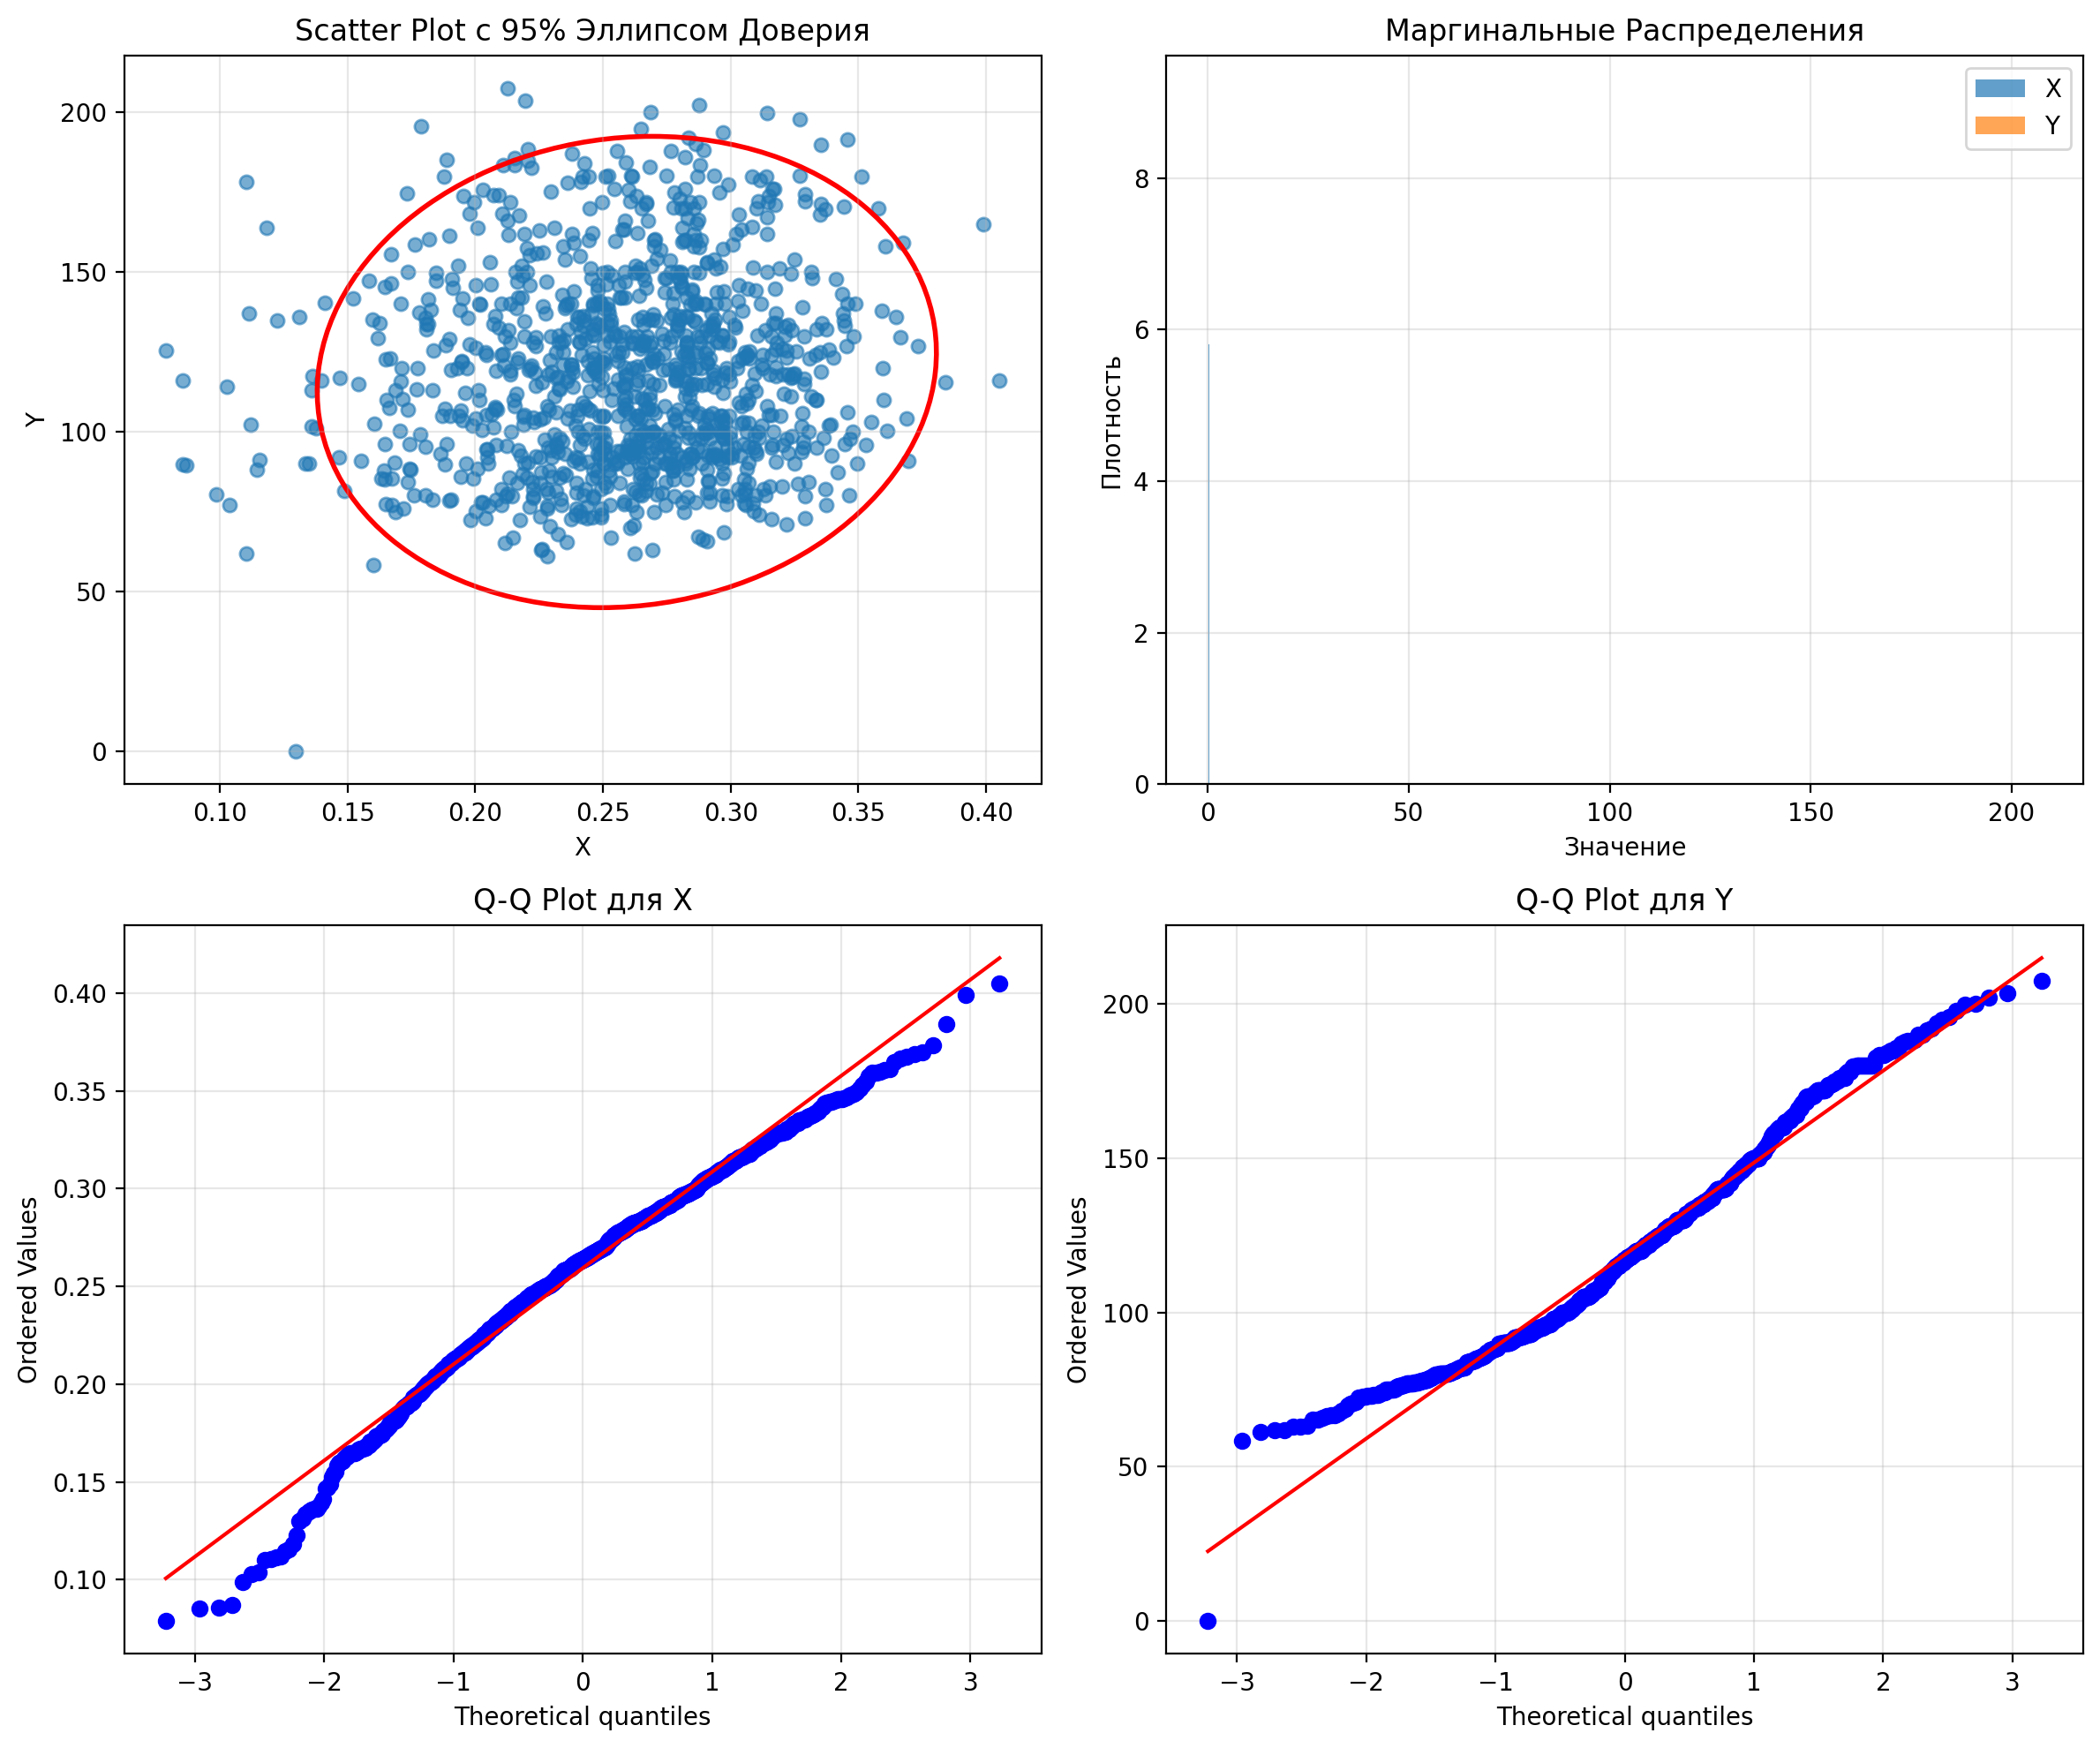 Scatter Plot с 95% Эллипсом Доверия
200
150
100
50
0
Y
0.10 0.15 0.20 0.25 0.30 0.35 0.40
X
Маргинальные Распределения
X
Y
8
6
4
2
0
Плотность
0 50 100 150 200
Значение
Q-Q Plot для X
0.40
0.35
0.30
0.25
0.20
0.15
0.10
Ordered Values
−3 −2 −1 0 1 2 3
Theoretical quantiles
Q-Q Plot для Y
200
150
100
50
0
Ordered Values
−3 −2 −1 0 1 2 3
Theoretical quantiles